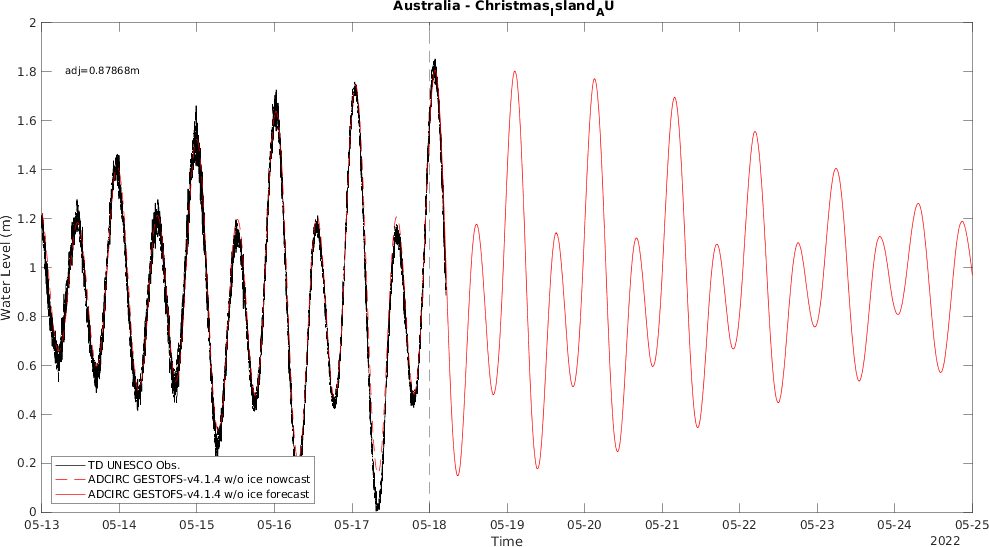 Australia - Christmas_Island_AU
2
1.8
1.6
1.4
1.2
1
0.8
0.6
0.4
0.2
0
Water Level (m)
adj=0.87868m
TD UNESCO Obs.
ADCIRC GESTOFS-v4.1.4 w/o ice nowcast
ADCIRC GESTOFS-v4.1.4 w/o ice forecast
05-13 05-14 05-15 05-16 05-17 05-18 05-19 05-20 05-21 05-22 05-23 05-24 05-25
Time
2022